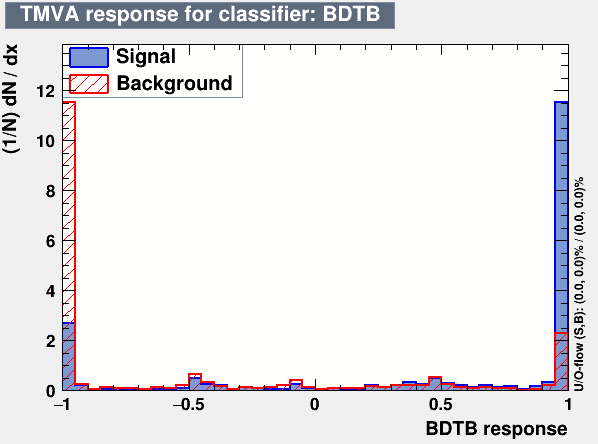 TMVA response for classifier: BDTB
(1/N) dN / dx
Signal
Background
12
10
8
6
4
2
0
−1 −0.5 0 0.5 1
BDTB response
U/O-flow (S,B): (0.0, 0.0)% / (0.0, 0.0)%